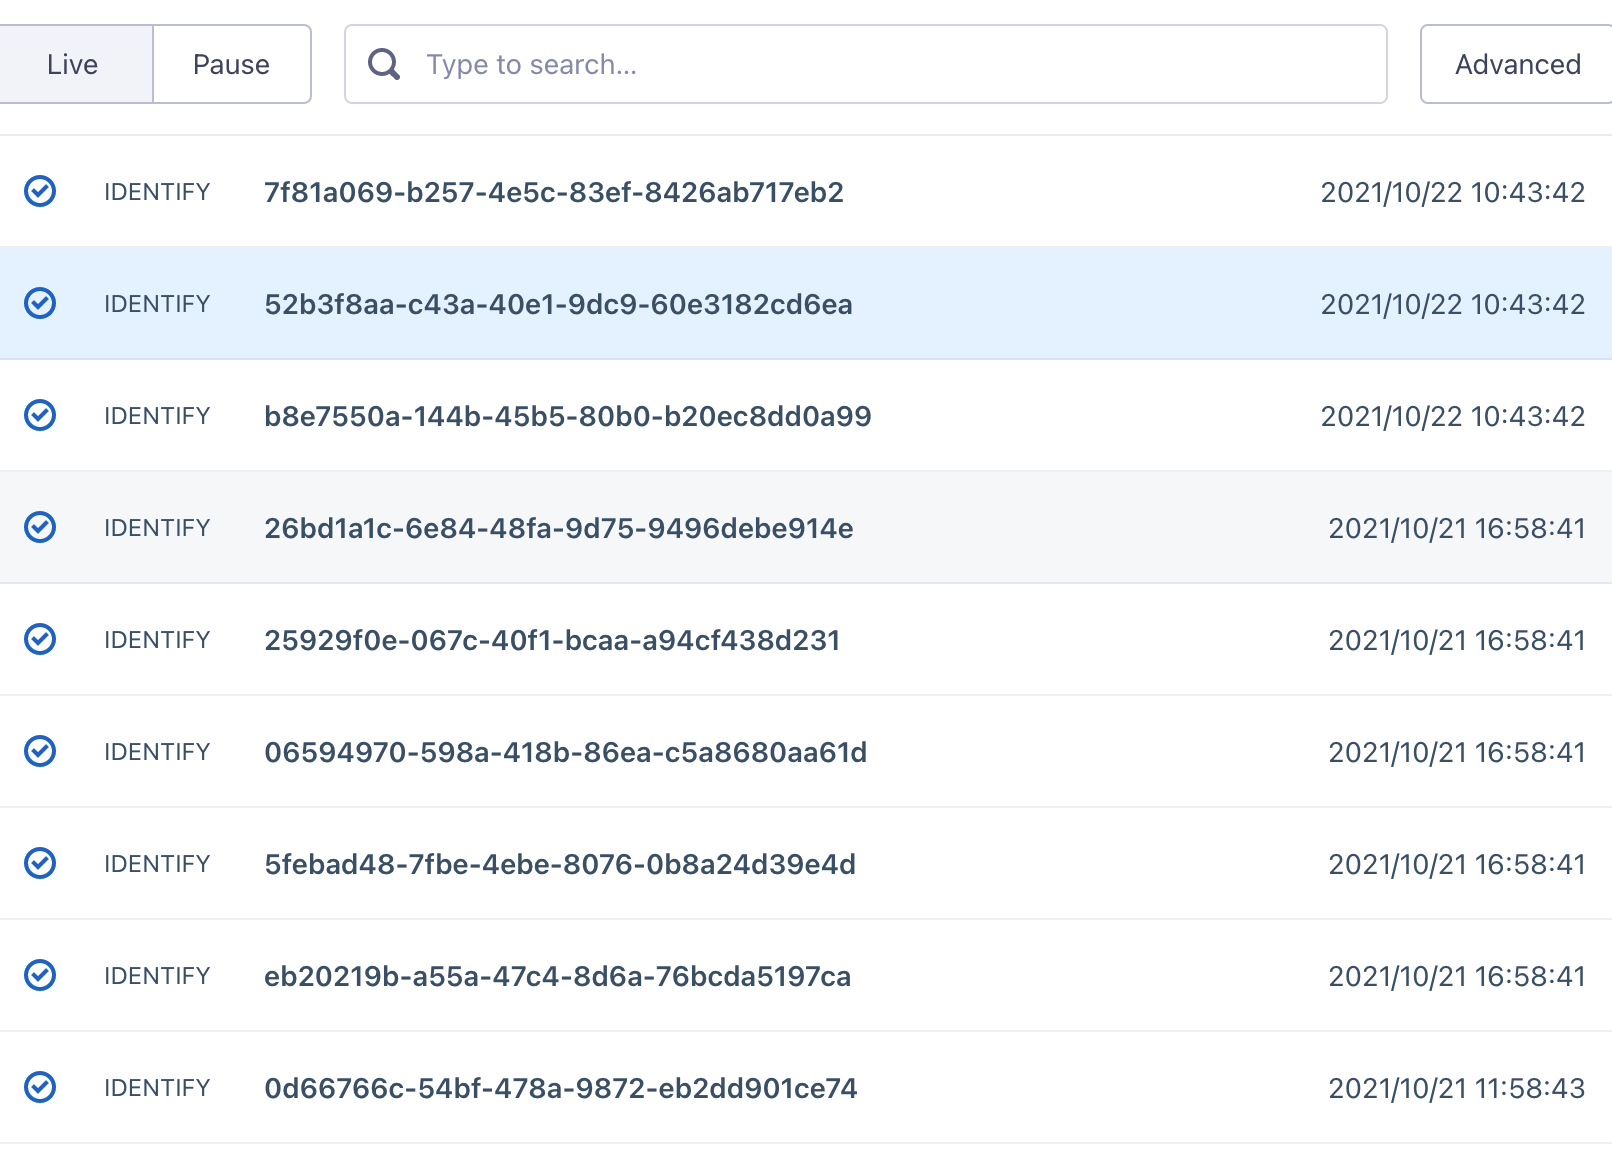 Live Pause Type to search... Advanced
IDENTIFY 7f81a069-b257-4e5c-83ef-8426ab717eb2 2021/10/22 10:43:42
IDENTIFY 52b3f8aa-c43a-40e1-9dc9-60e3182cd6ea 2021/10/22 10:43:42
IDENTIFY b8e7550a-144b-45b5-80b0-b20ec8dd0a99 2021/10/22 10:43:42
IDENTIFY 26bd1a1c-6e84-48fa-9d75-9496debe914e 2021/10/21 16:58:41
IDENTIFY 25929f0e-067c-40f1-bcaa-a94cf438d231 2021/10/21 16:58:41
IDENTIFY 06594970-598a-418b-86ea-c5a8680aa61d 2021/10/21 16:58:41
IDENTIFY 5febad48-7fbe-4ebe-8076-0b8a24d39e4d 2021/10/21 16:58:41
IDENTIFY eb20219b-a55a-47c4-8d6a-76bcda5197ca 2021/10/21 16:58:41
IDENTIFY 0d66766c-54bf-478a-9872-eb2dd901ce74 2021/10/21 11:58:43